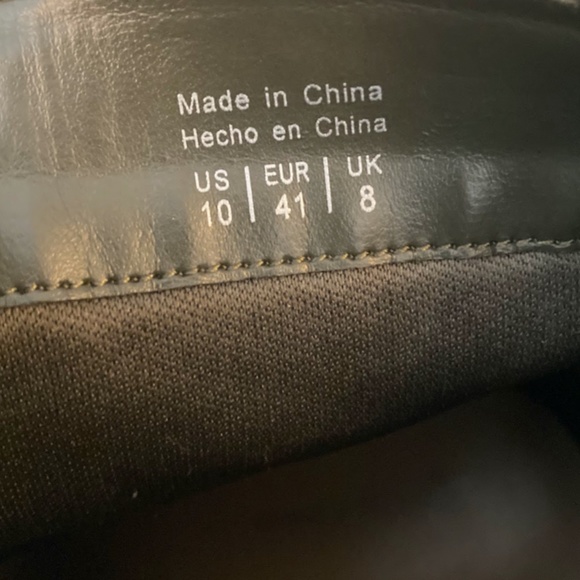 Made in China
Hecho en China
US | EUR | UK
10 | 41 | 8